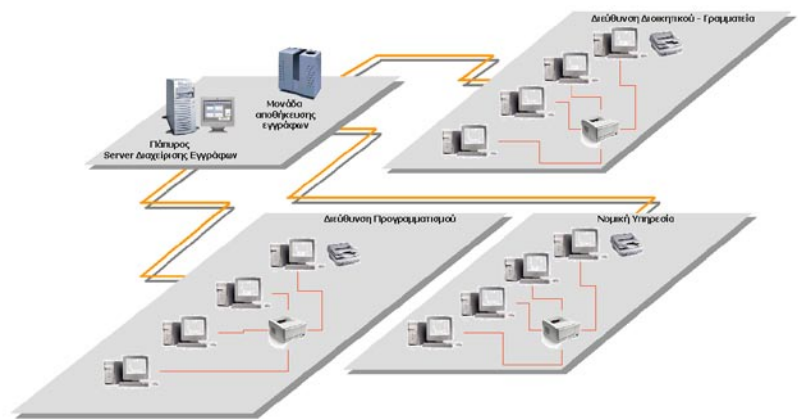 Διεύθυνση Διοικητικού - Γραμματεία
Μονάδα
αποθήκευσης
εγγράφων
Πάπυρος
Server Διαχείρισης Εγγράφων
Διεύθυνση Προγραμματισμού
Νομική Υπηρεσία